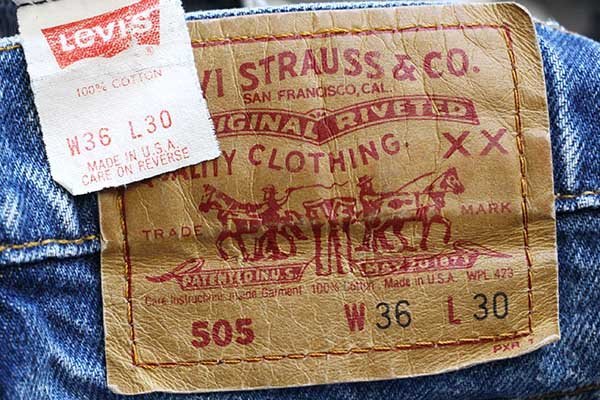 LEVI'S
100% COTTON
W36 L30
MADE IN U.S.A.
CARE ON REVERSE
VI STRAUSS & CO.
SAN FRANCISCO, CAL.
ORIGINAL RIVETED
QUALITY CLOTHING. XX
TRADE MARK
PATENTED IN U.S. MAY 20 1873
Care Instructions inside Garment 100% Cotton Made in U.S.A. WPL 423
505 W 36 L 30